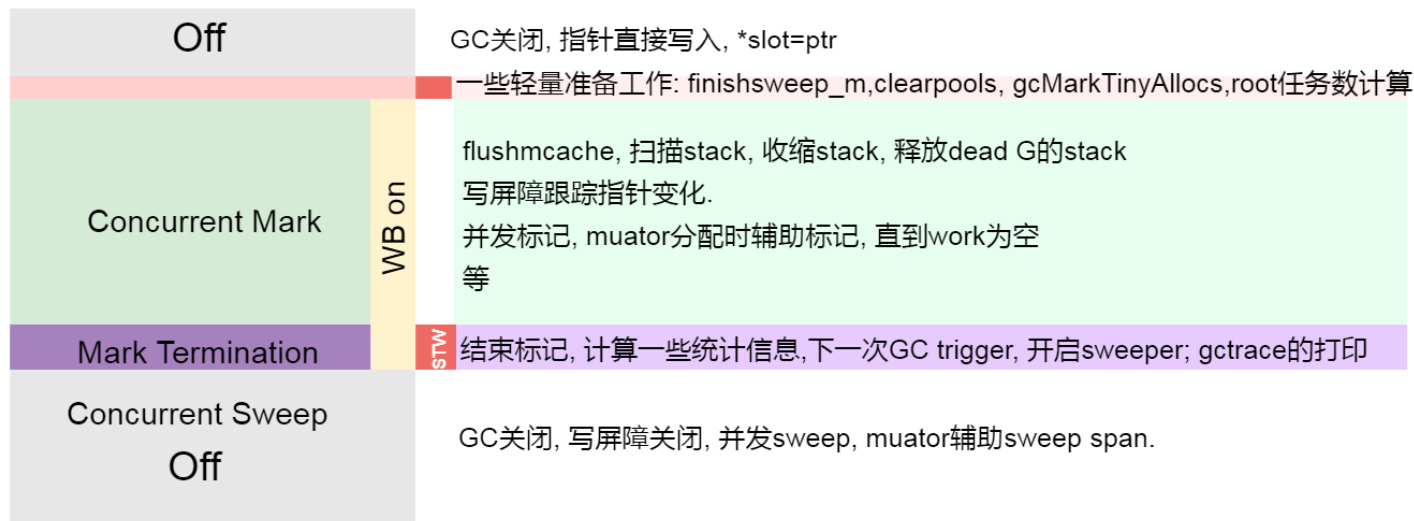 Off
GC关闭, 指针直接写入, *slot=ptr
一些轻量准备工作: finishsweep_m,clearpools, gcMarkTinyAllocs,root任务数计算
Concurrent Mark
WB on
flushmcache, 扫描stack, 收缩stack, 释放dead G的stack
写屏障跟踪指针变化.
并发标记, muator分配时辅助标记, 直到work为空
等
Mark Termination
STW
结束标记, 计算一些统计信息,下一次GC trigger, 开启sweeper; gctrace的打印
Concurrent Sweep
Off
GC关闭, 写屏障关闭, 并发sweep, muator辅助sweep span.